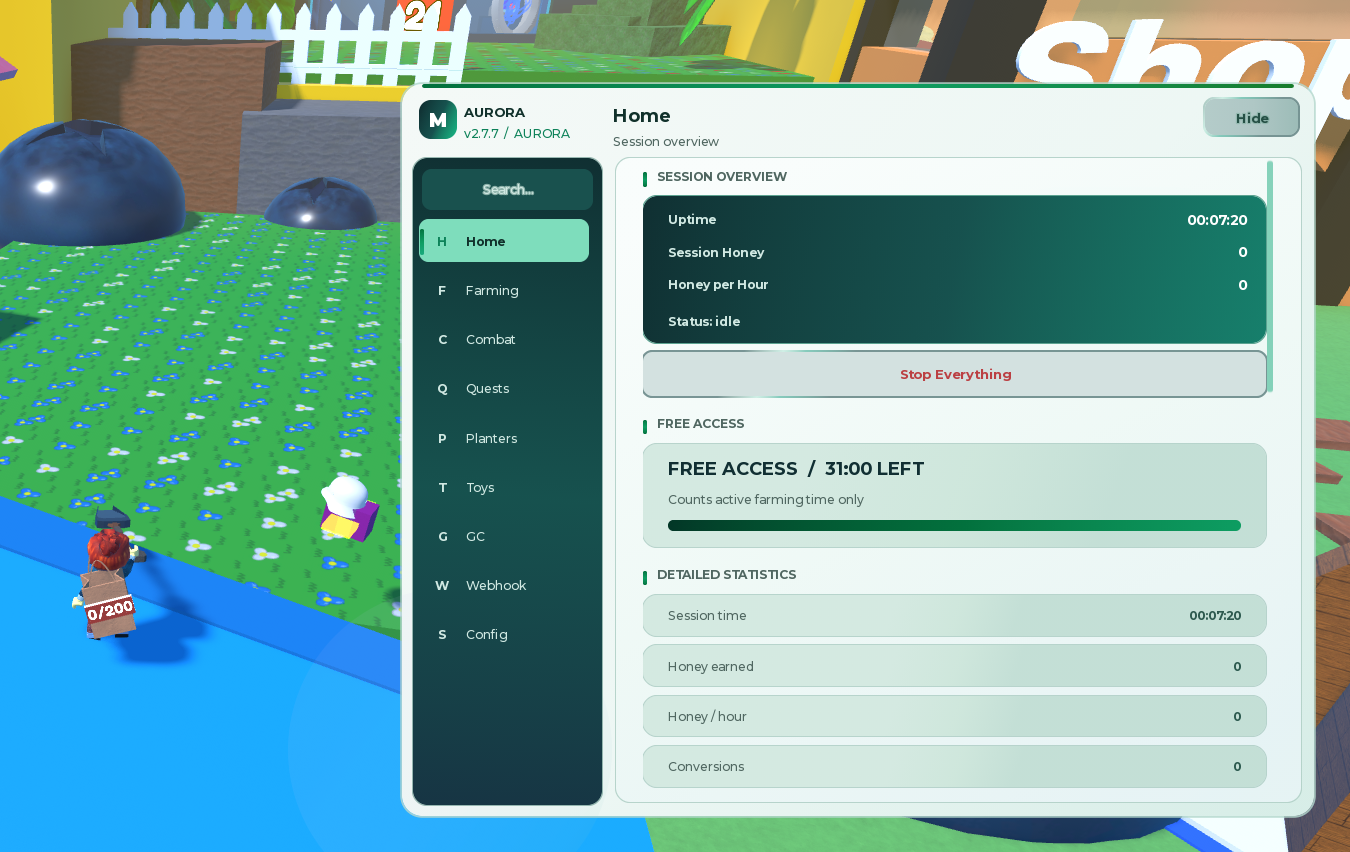 21
Shop
M
AURORA
v2.7.7 / AURORA
Home
Session overview
Hide
Search...
H Home
F Farming
C Combat
Q Quests
P Planters
T Toys
G GC
W Webhook
S Config
SESSION OVERVIEW
Uptime 00:07:20
Session Honey 0
Honey per Hour 0
Status: idle
Stop Everything
FREE ACCESS
FREE ACCESS / 31:00 LEFT
Counts active farming time only
DETAILED STATISTICS
Session time 00:07:20
Honey earned 0
Honey / hour 0
Conversions 0
0/200